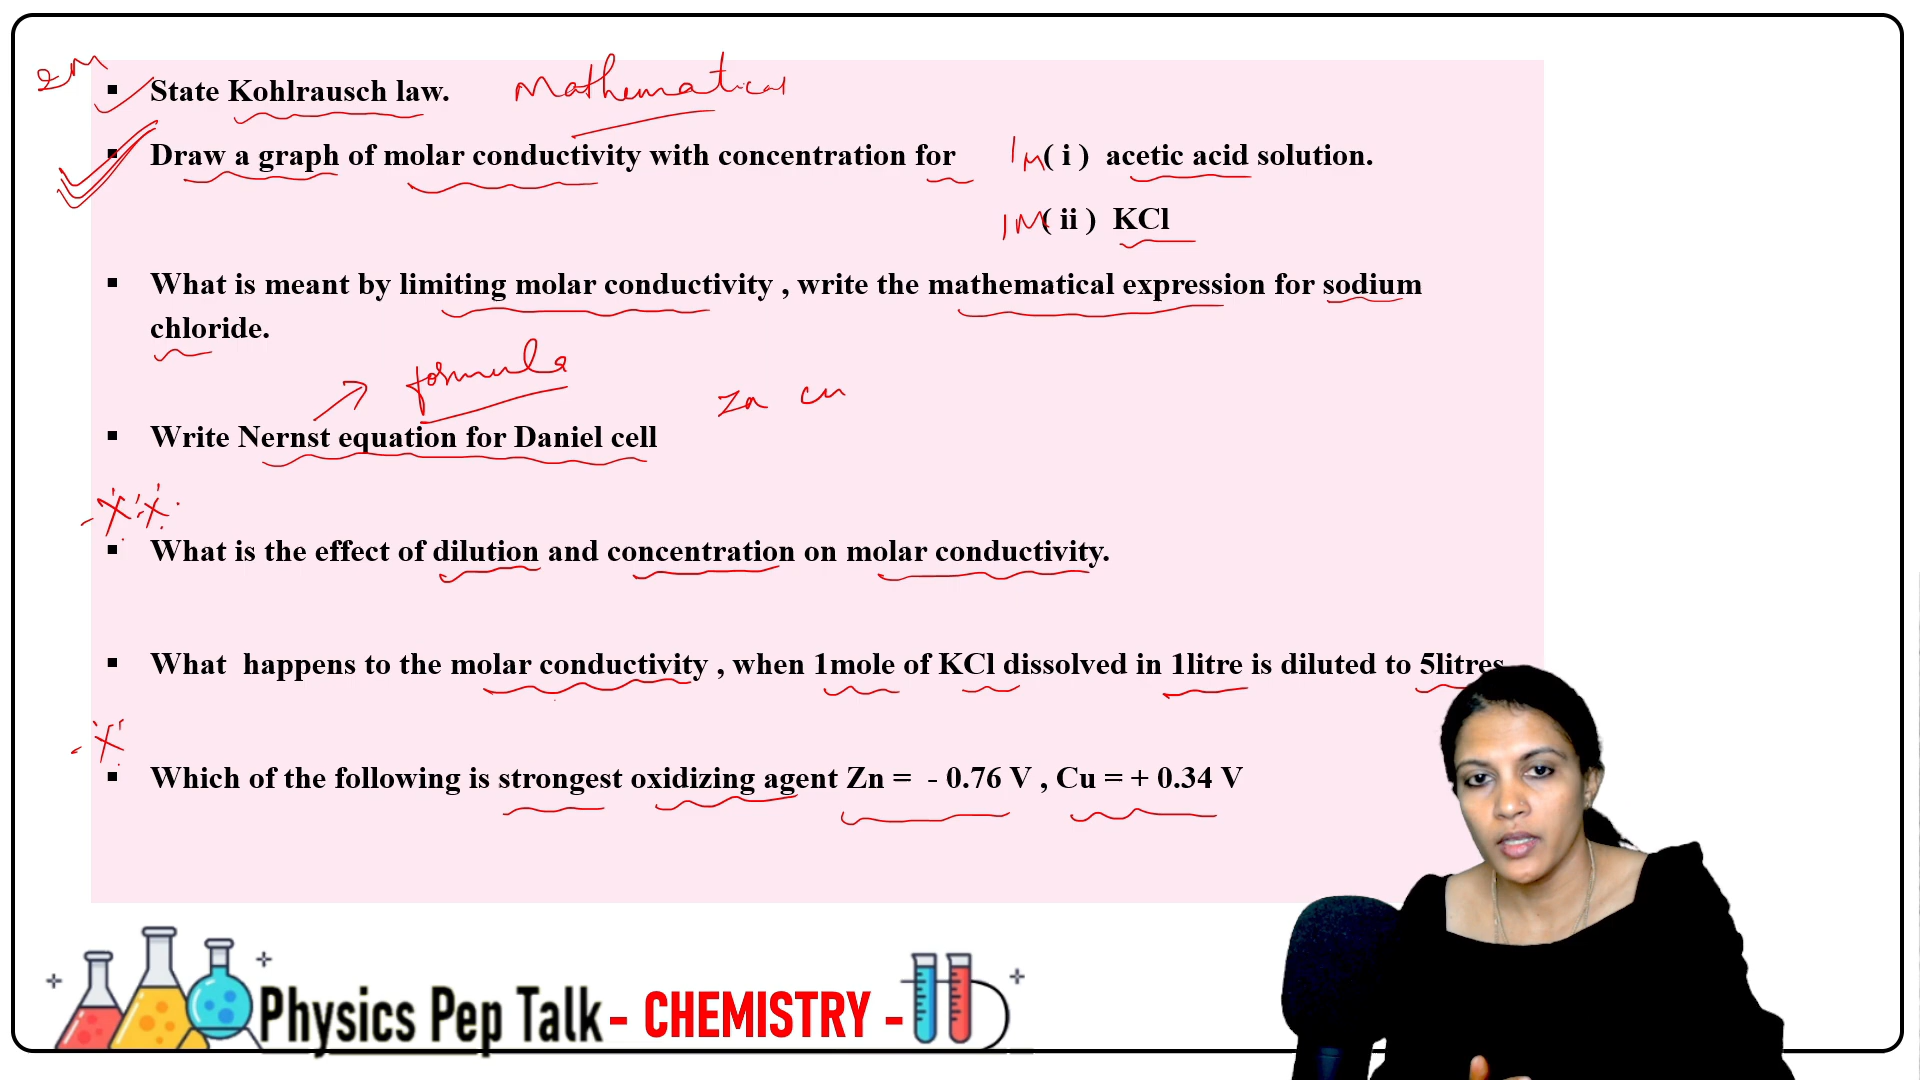 2M
State Kohlrausch law. Mathematical
Draw a graph of molar conductivity with concentration for 1M ( i ) acetic acid solution.
1M ( ii ) KCl
What is meant by limiting molar conductivity , write the mathematical expression for sodium
chloride.
formula
Zn Cu
Write Nernst equation for Daniel cell
What is the effect of dilution and concentration on molar conductivity.
What happens to the molar conductivity , when 1mole of KCl dissolved in 1litre is diluted to 5litres
Which of the following is strongest oxidizing agent Zn = - 0.76 V , Cu = + 0.34 V
Physics Pep Talk - CHEMISTRY -